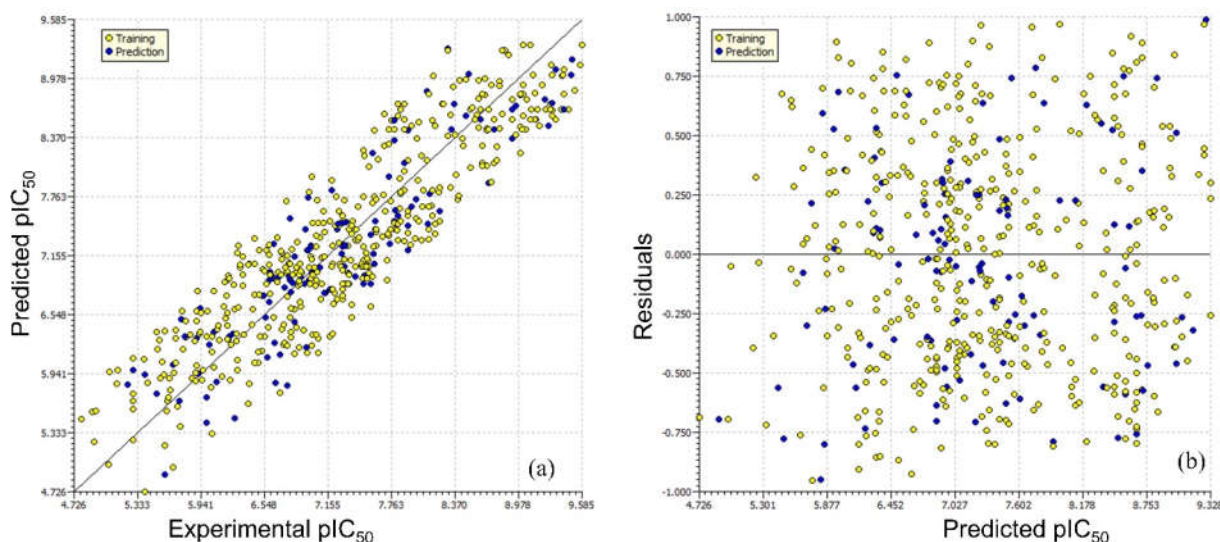 9.585
8.978
8.370
7.763
7.155
6.548
5.941
5.333
4.726
Predicted pIC50
Training
Prediction
(a)
4.726 5.333 5.941 6.548 7.155 7.763 8.370 8.978 9.585
Experimental pIC50
1.000
0.750
0.500
0.250
0.000
-0.250
-0.500
-0.750
-1.000
Residuals
Training
Prediction
(b)
4.726 5.301 5.877 6.452 7.027 7.602 8.178 8.753 9.328
Predicted pIC50